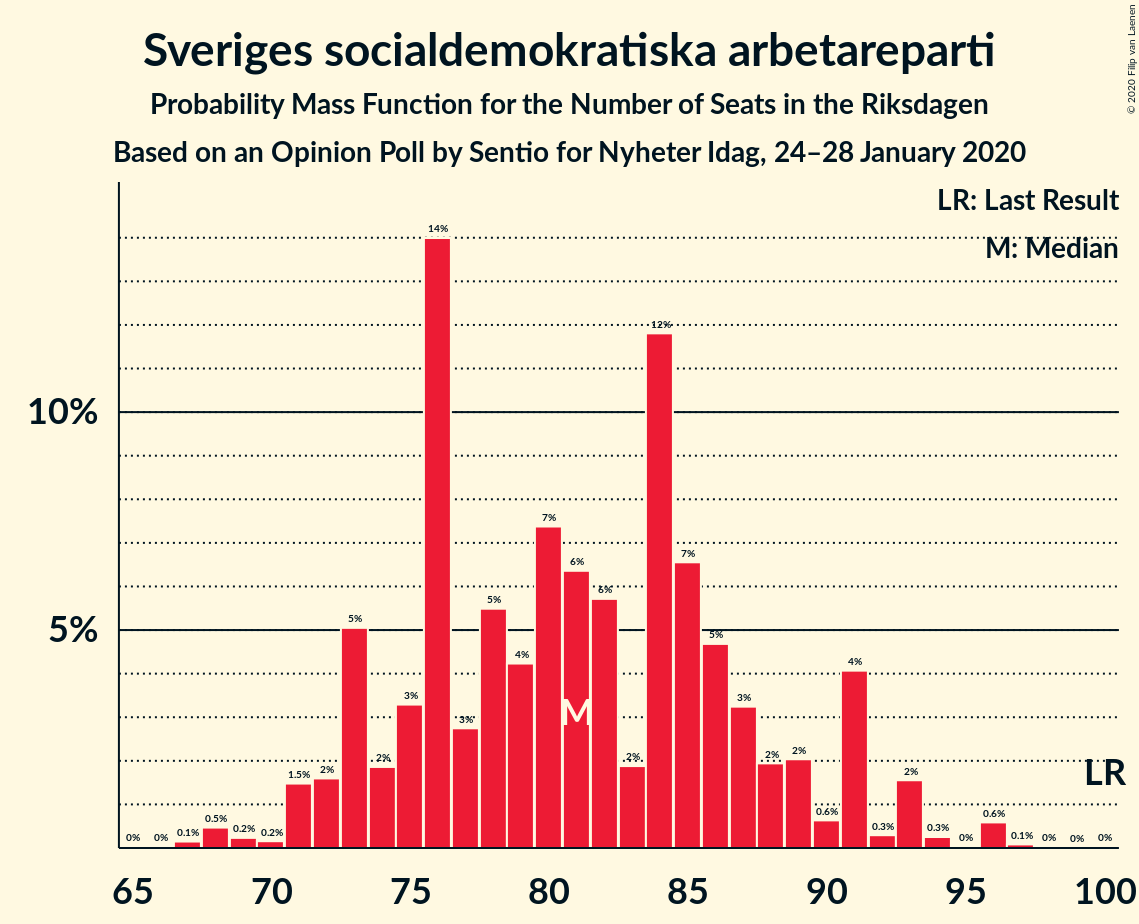 Sveriges socialdemokratiska arbetareparti
Probability Mass Function for the Number of Seats in the Riksdagen
Based on an Opinion Poll by Sentio for Nyheter Idag, 24–28 January 2020
© 2020 Filip van Laenen
LR: Last Result
M: Median
10%
5%
0% 0% 0.1% 0.5% 0.2% 0.2% 1.5% 2% 5% 2% 3% 14% 3% 5% 4% 7% 6% 6% 2% 12% 7% 5% 3% 2% 2% 0.6% 4% 0.3% 2% 0.3% 0% 0.6% 0.1% 0% 0% 0%
M
LR
65 70 75 80 85 90 95 100